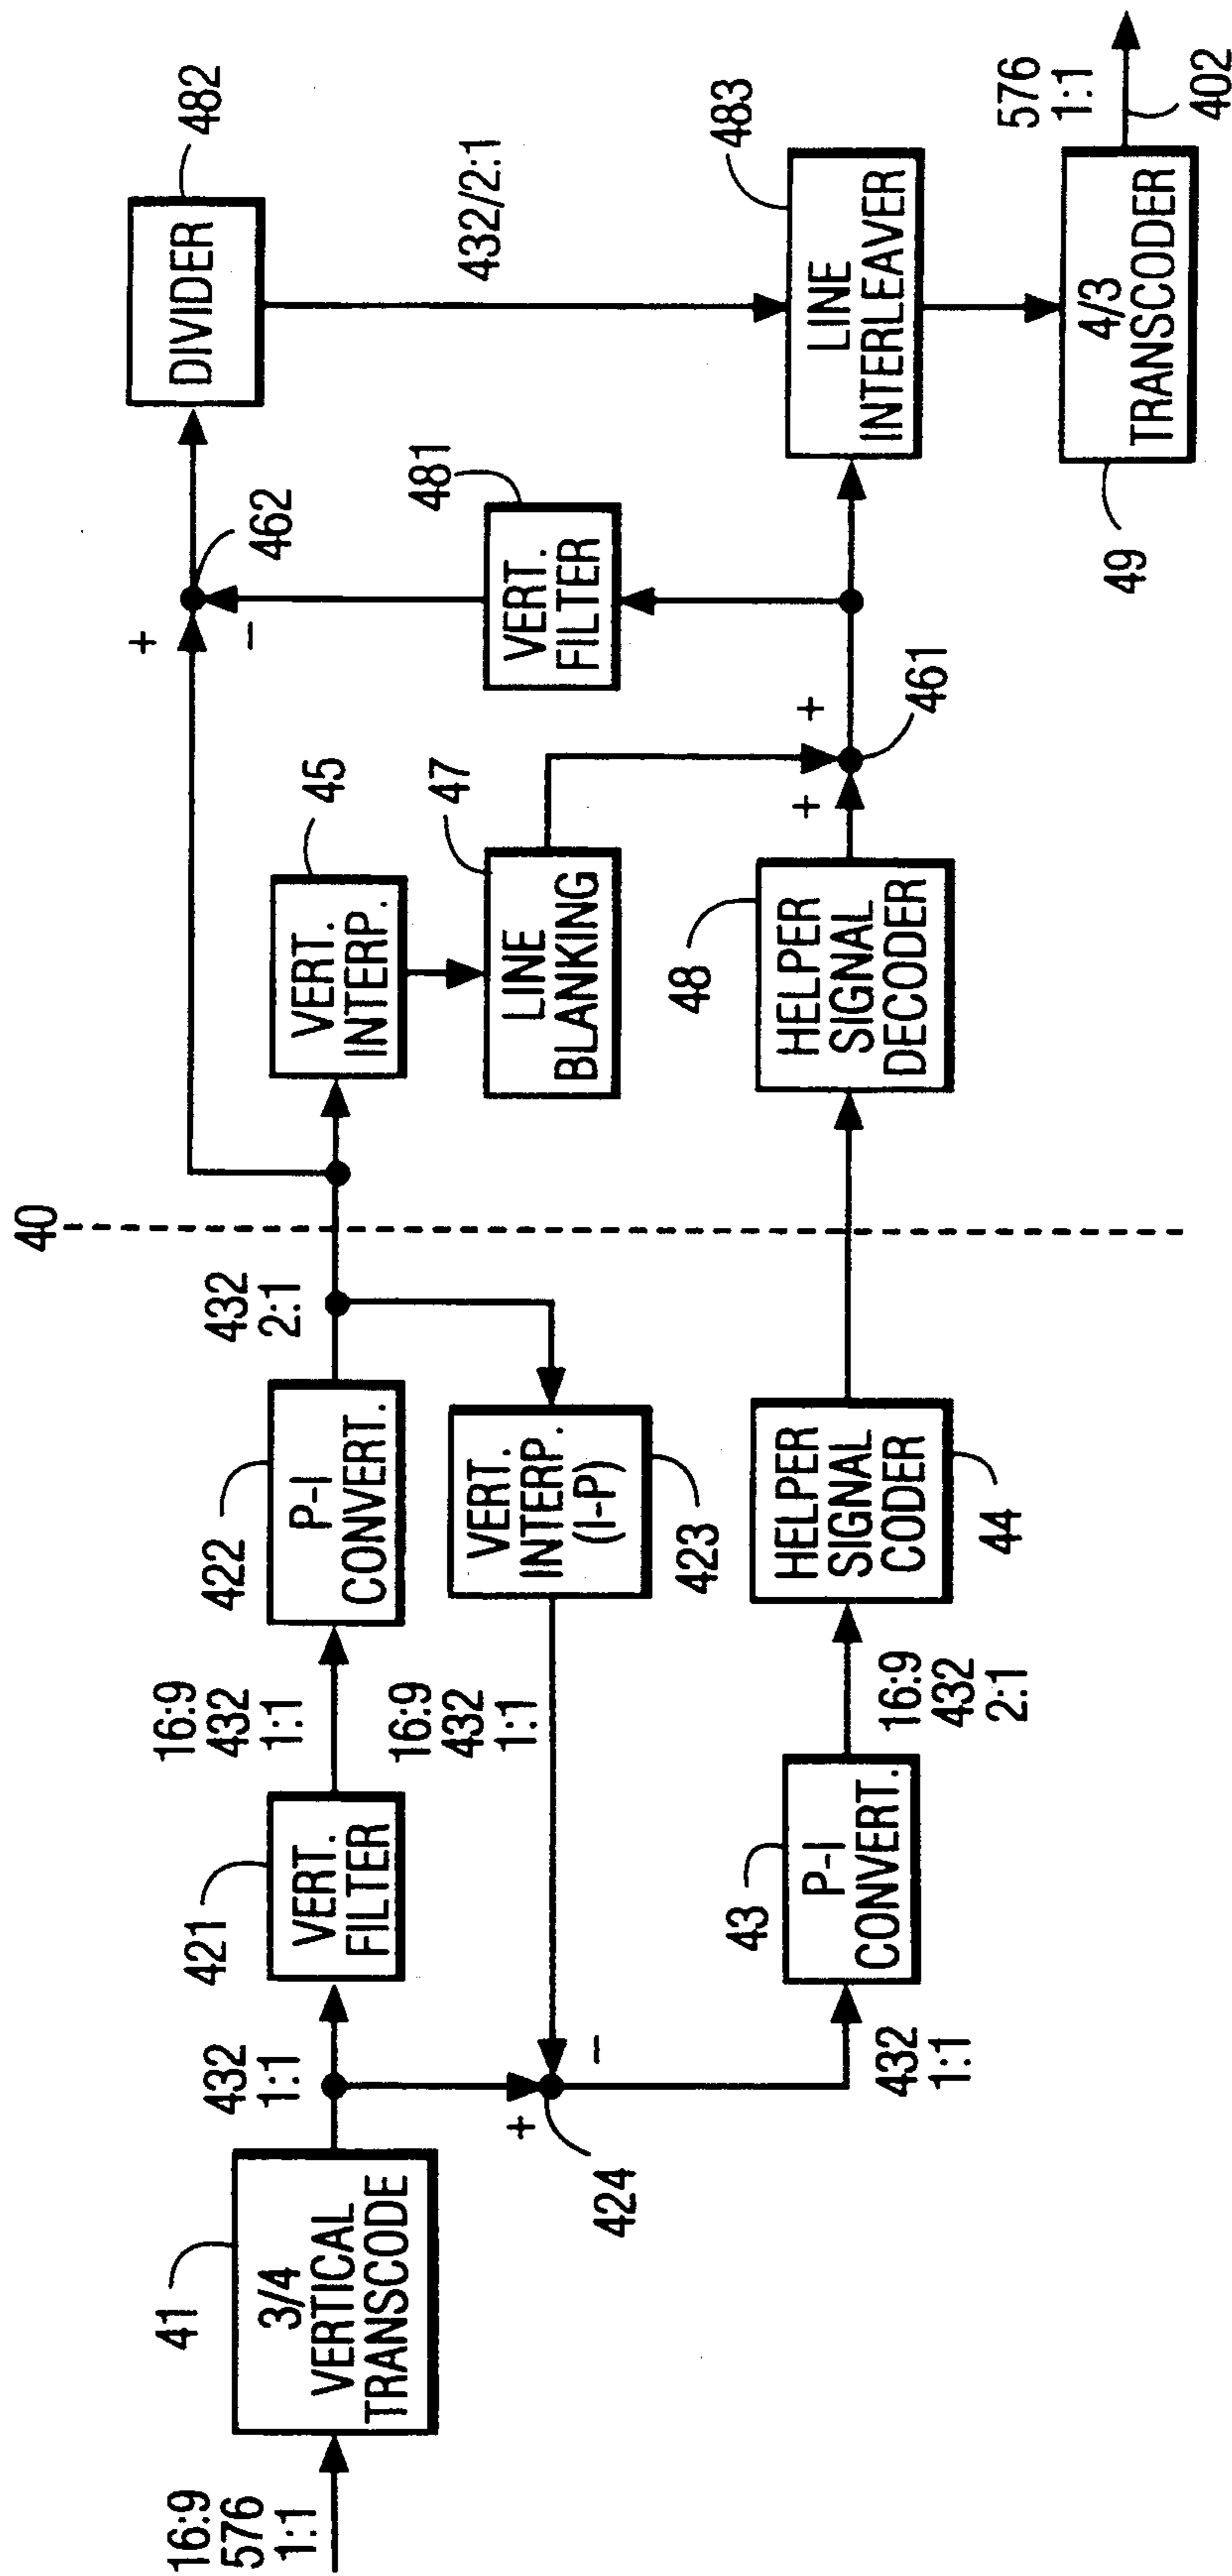 16:9
576
1:1
41
3/4
VERTICAL
TRANSCODE
432
1:1
421
VERT.
FILTER
16:9
432
1:1
422
P-I
CONVERT.
432
2:1
40
+
-
424
16:9
432
1:1
VERT.
INTERP.
(I-P)
423
432
1:1
43
P-I
CONVERT.
16:9
432
2:1
HELPER
SIGNAL
CODER
44
45
VERT.
INTERP.
47
LINE
BLANKING
48
HELPER
SIGNAL
DECODER
+
+
461
481
VERT.
FILTER
+
-
462
DIVIDER
482
432/2:1
483
LINE
INTERLEAVER
4/3
TRANSCODER
49
576
1:1
402